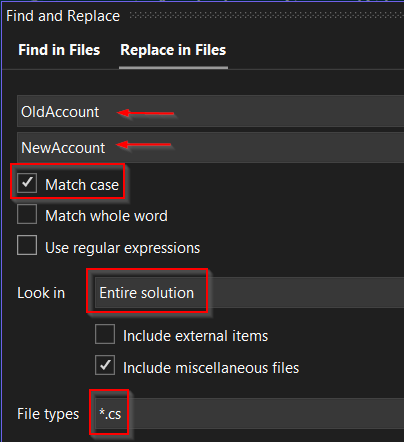 Find and Replace
Find in Files Replace in Files
OldAccount
NewAccount
Match case
Match whole word
Use regular expressions
Look in Entire solution
Include external items
Include miscellaneous files
File types *.cs